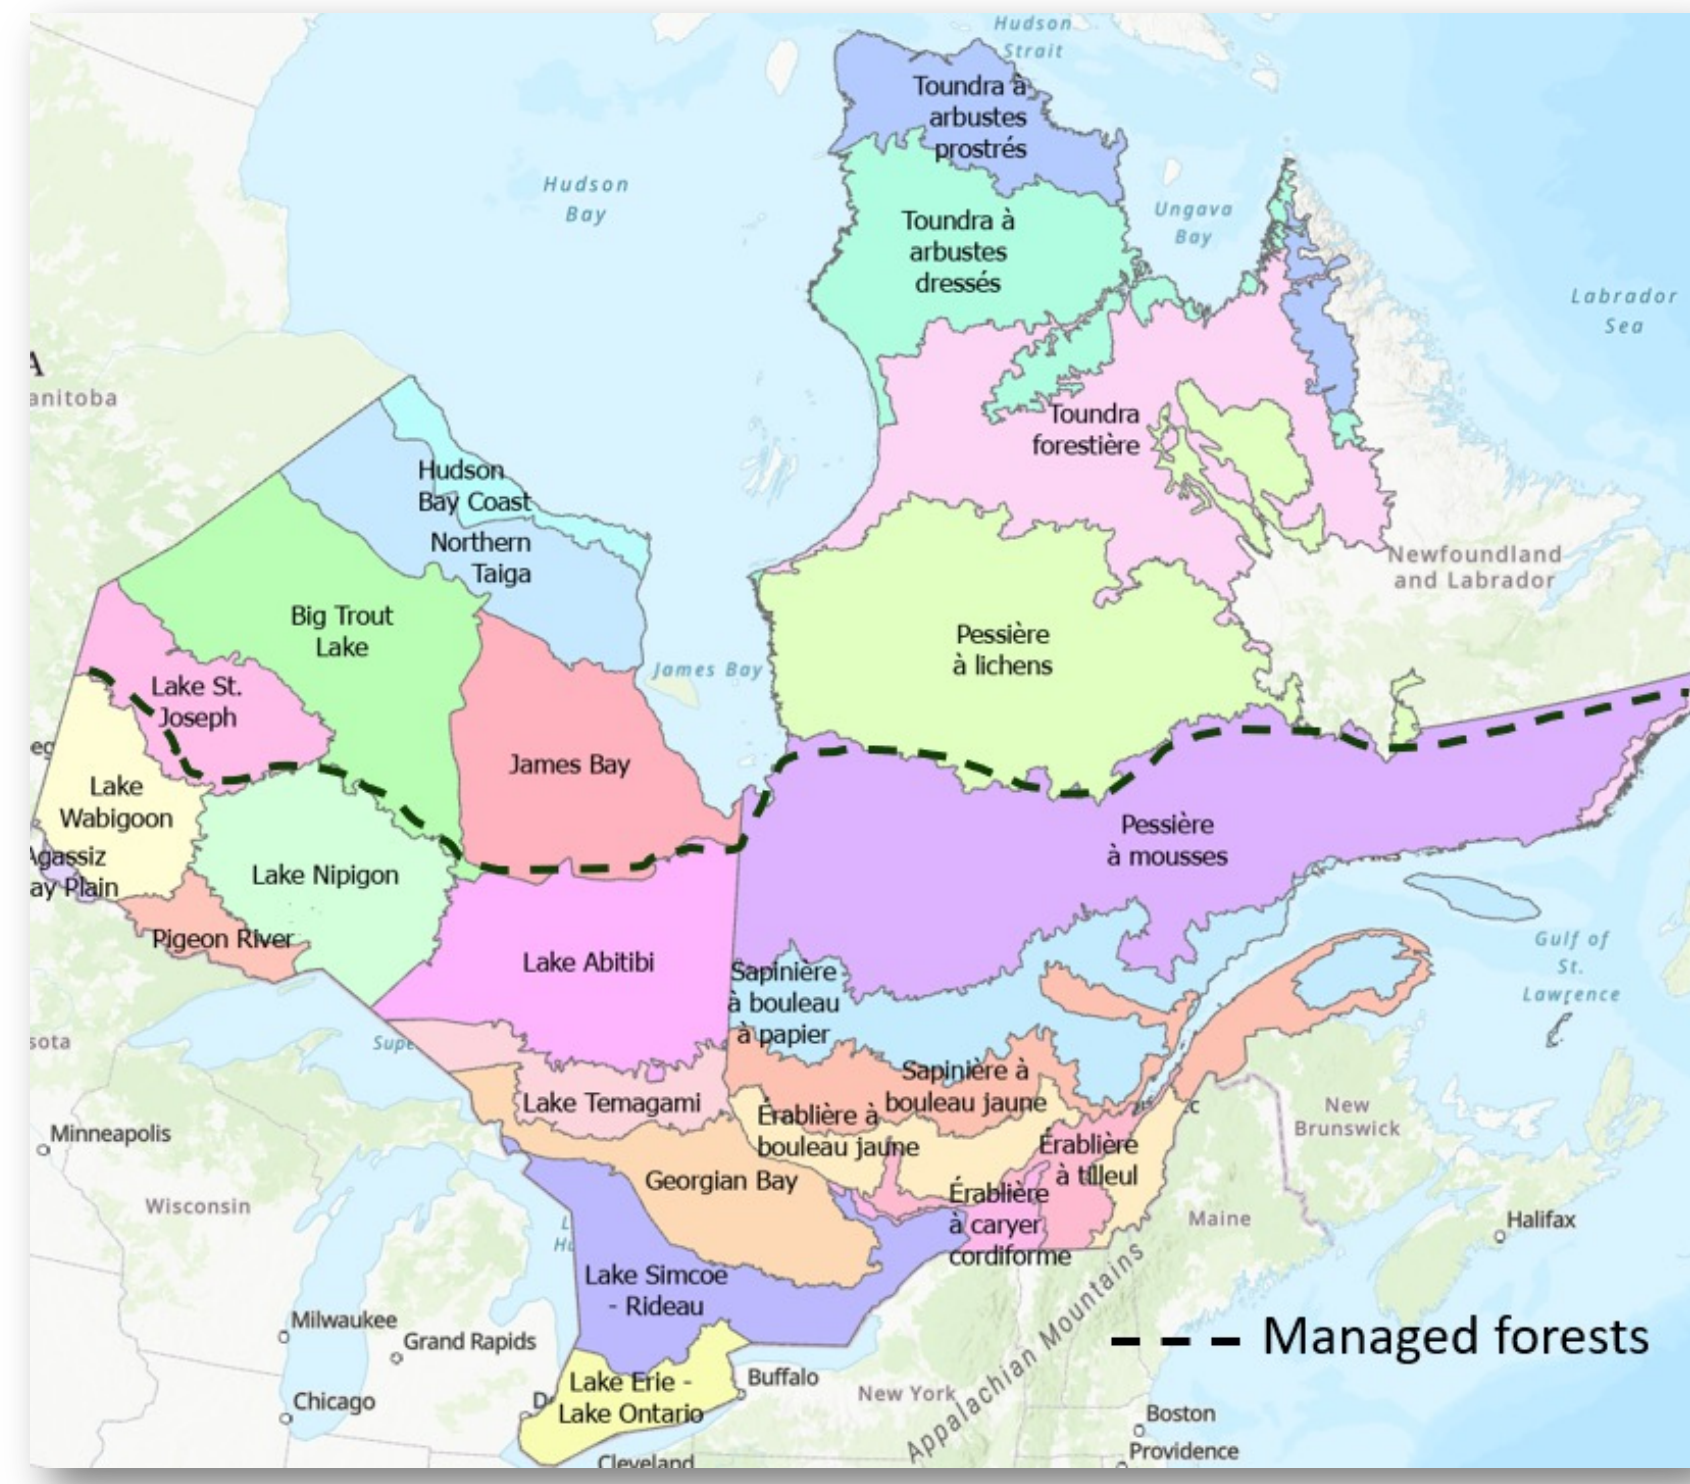 Hudson
Strait
Toundra à
arbustes
prostrés
Hudson
Bay
Ungava
Bay
Toundra à
arbustes
dressés
Labrador
Sea
A
anitoba
Toundra
forestière
Hudson
Bay Coast
Northern
Taiga
Newfoundland
and Labrador
Big Trout
Lake
Pessière
à lichens
James Bay
Lake St.
Joseph
eg
James Bay
Lake
Wabigoon
Pessière
à mousses
Agassiz
ay Plain
Lake Nipigon
Pigeon River
Lake Abitibi
Gulf of
St.
Lawrence
Sapinière
à bouleau
à papier
sota
Supe
Sapinière à
bouleau jaune
Lake Temagami
Érablière à
bouleau jaune
New
Brunswick
Minneapolis
Érablière
à tilleul
Georgian Bay
Érablière
à caryer
cordiforme
Wisconsin
Maine
Halifax
L
Hu
Lake Simcoe
- Rideau
Milwaukee
Grand Rapids
Managed forests
Appalachian Mountains
Buffalo
Lake Erie -
Lake Ontario
New York
Chicago
D
Boston
Providence
Cleveland